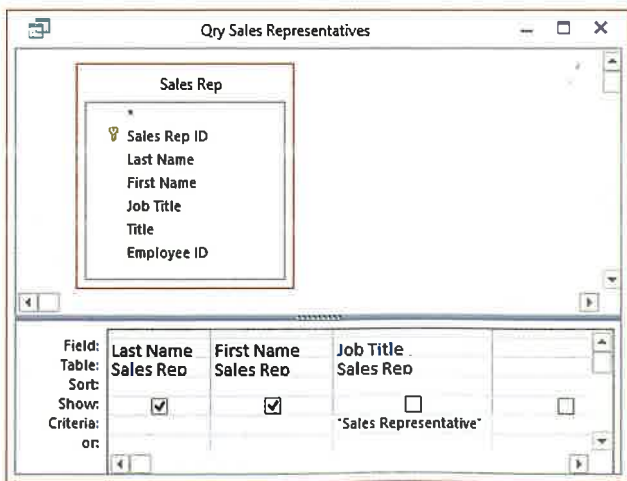 Qry Sales Representatives
Sales Rep
*
Sales Rep ID
Last Name
First Name
Job Title
Title
Employee ID
Field: Last Name First Name Job Title
Table: Sales Rep Sales Rep Sales Rep
Sort:
Show:
Criteria: "Sales Representative"
or: